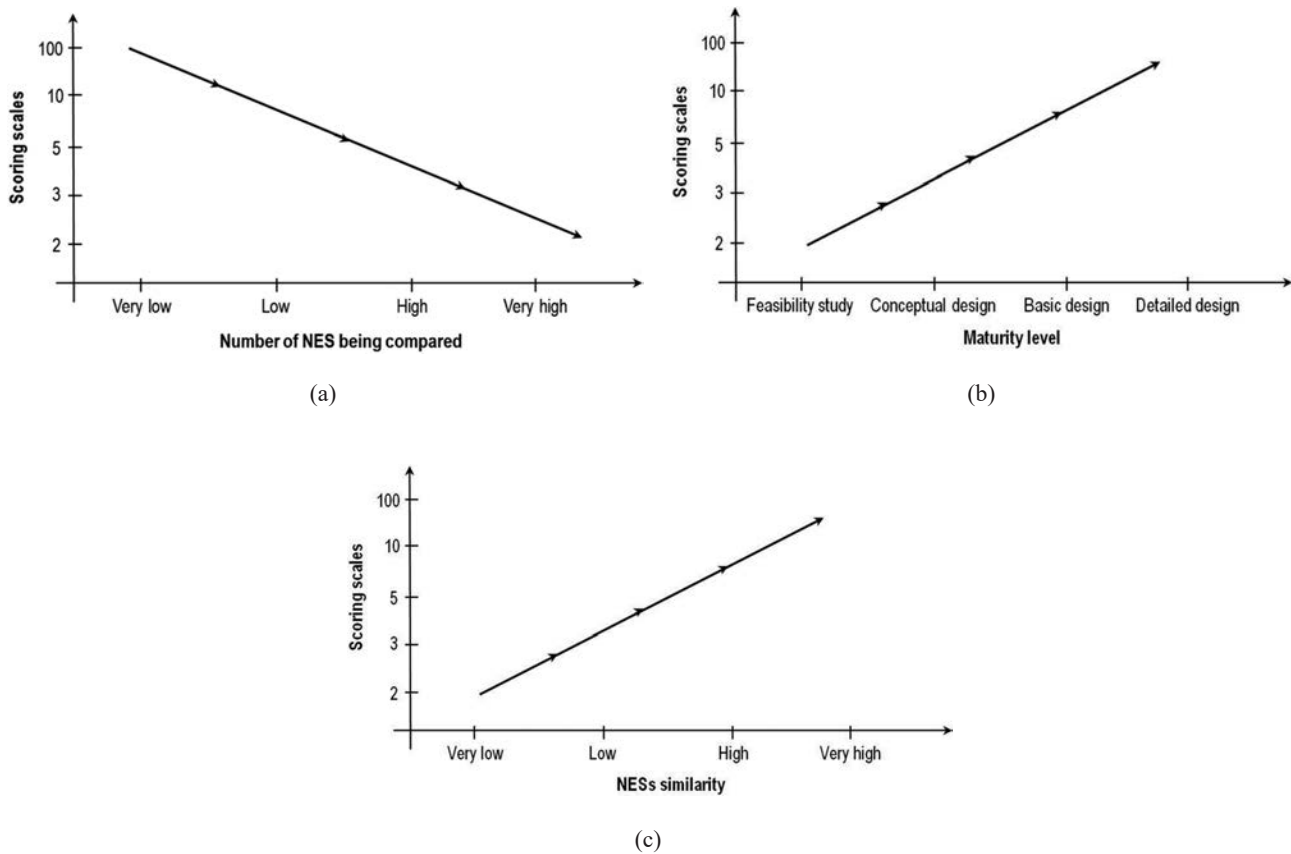 Scoring scales
100
10
5
3
2
Very low Low High Very high
Number of NES being compared
(a)
Scoring scales
100
10
5
3
2
Feasibility study Conceptual design Basic design Detailed design
Maturity level
(b)
Scoring scales
100
10
5
3
2
Very low Low High Very high
NESs similarity
(c)